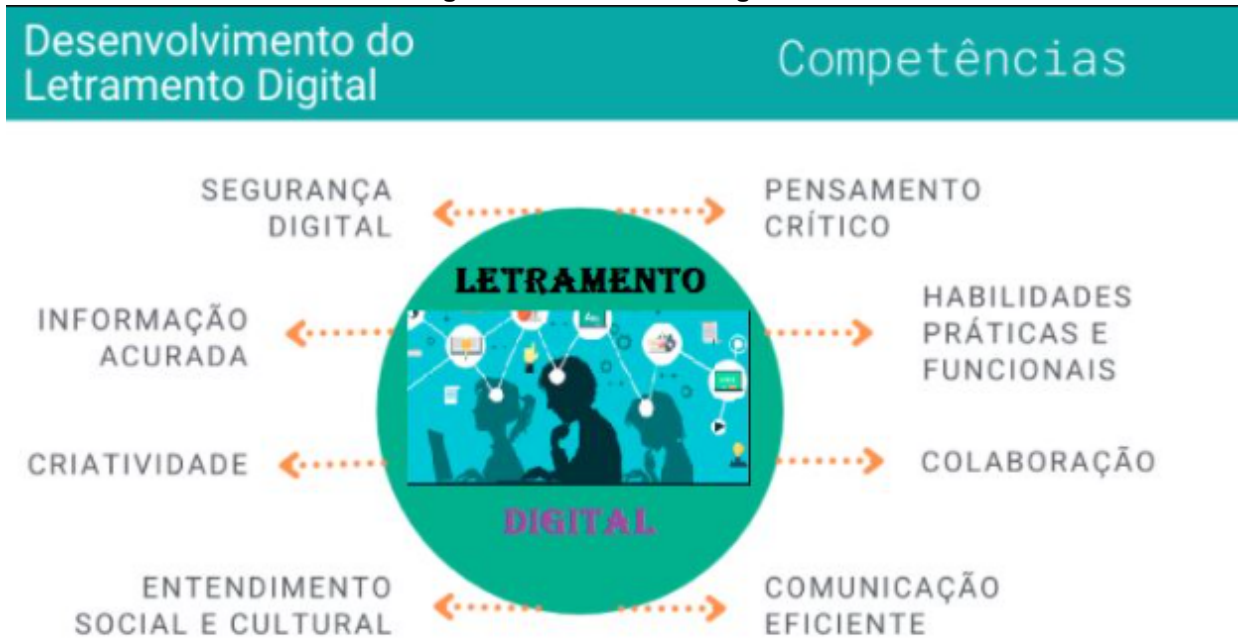 Desenvolvimento do
Letramento Digital
Competências
SEGURANÇA
DIGITAL
PENSAMENTO
CRÍTICO
LETRAMENTO
INFORMAÇÃO
ACURADA
HABILIDADES
PRÁTICAS E
FUNCIONAIS
CRIATIVIDADE
COLABORAÇÃO
DIGITAL
ENTENDIMENTO
SOCIAL E CULTURAL
COMUNICAÇÃO
EFICIENTE